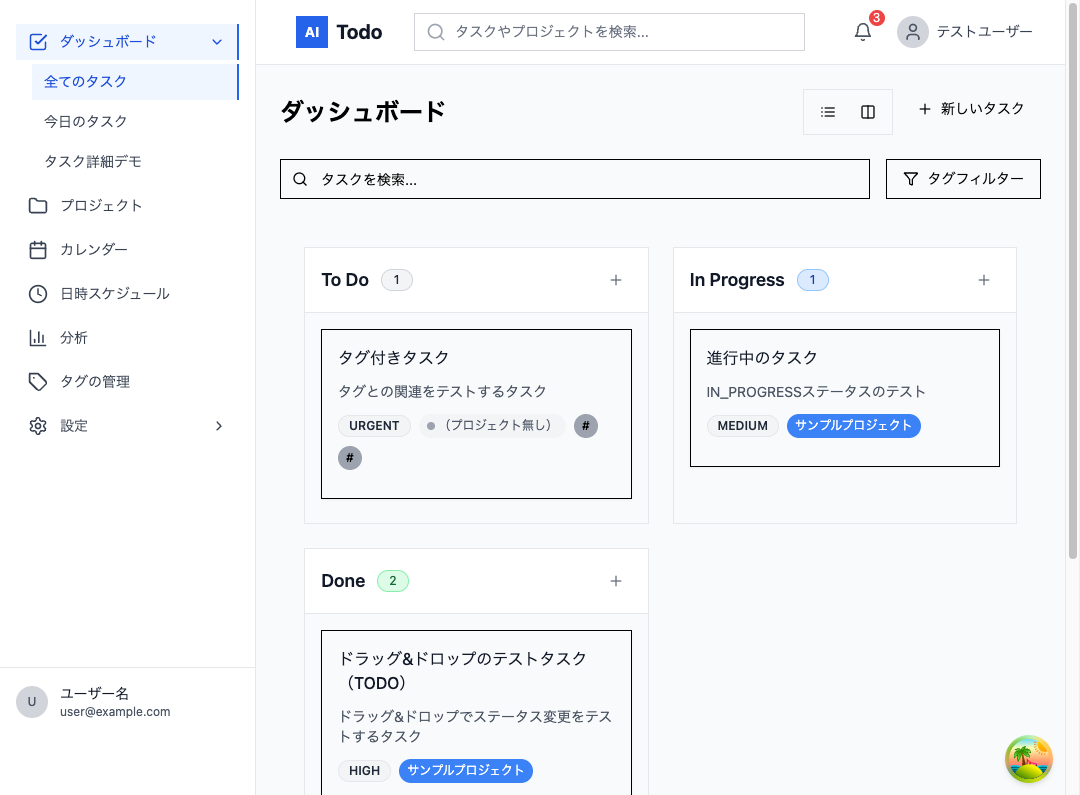 ダッシュボード
全てのタスク
今日のタスク
タスク詳細デモ
プロジェクト
カレンダー
日時スケジュール
分析
タグの管理
設定
U
ユーザー名
user@example.com
AI Todo
タスクやプロジェクトを検索...
3
テストユーザー
ダッシュボード
新しいタスク
タスクを検索...
タグフィルター
To Do 1
タグ付きタスク
タグとの関連をテストするタスク
URGENT （プロジェクト無し） #
#
In Progress 1
進行中のタスク
IN_PROGRESSステータスのテスト
MEDIUM サンプルプロジェクト
Done 2
ドラッグ&ドロップのテストタスク
（TODO）
ドラッグ&ドロップでステータス変更をテス
トするタスク
HIGH サンプルプロジェクト